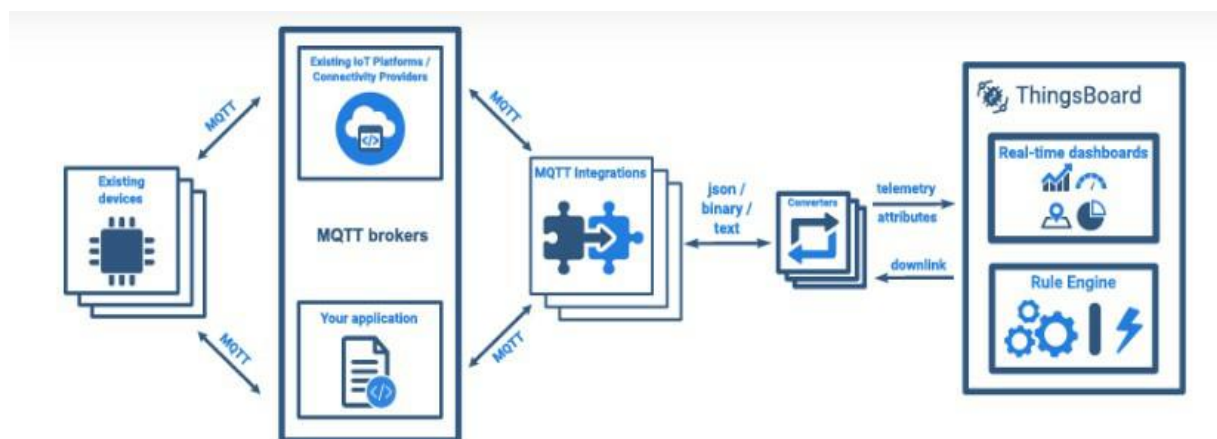 Existing IoT Platforms /
Connectivity Providers
</>
MQTT
MQTT
Existing
devices
MQTT brokers
MQTT Integrations
json /
binary /
text
Converters
telemetry
attributes
downlink
ThingsBoard
Real-time dashboards
Rule Engine
Your application
</>
MQTT
MQTT